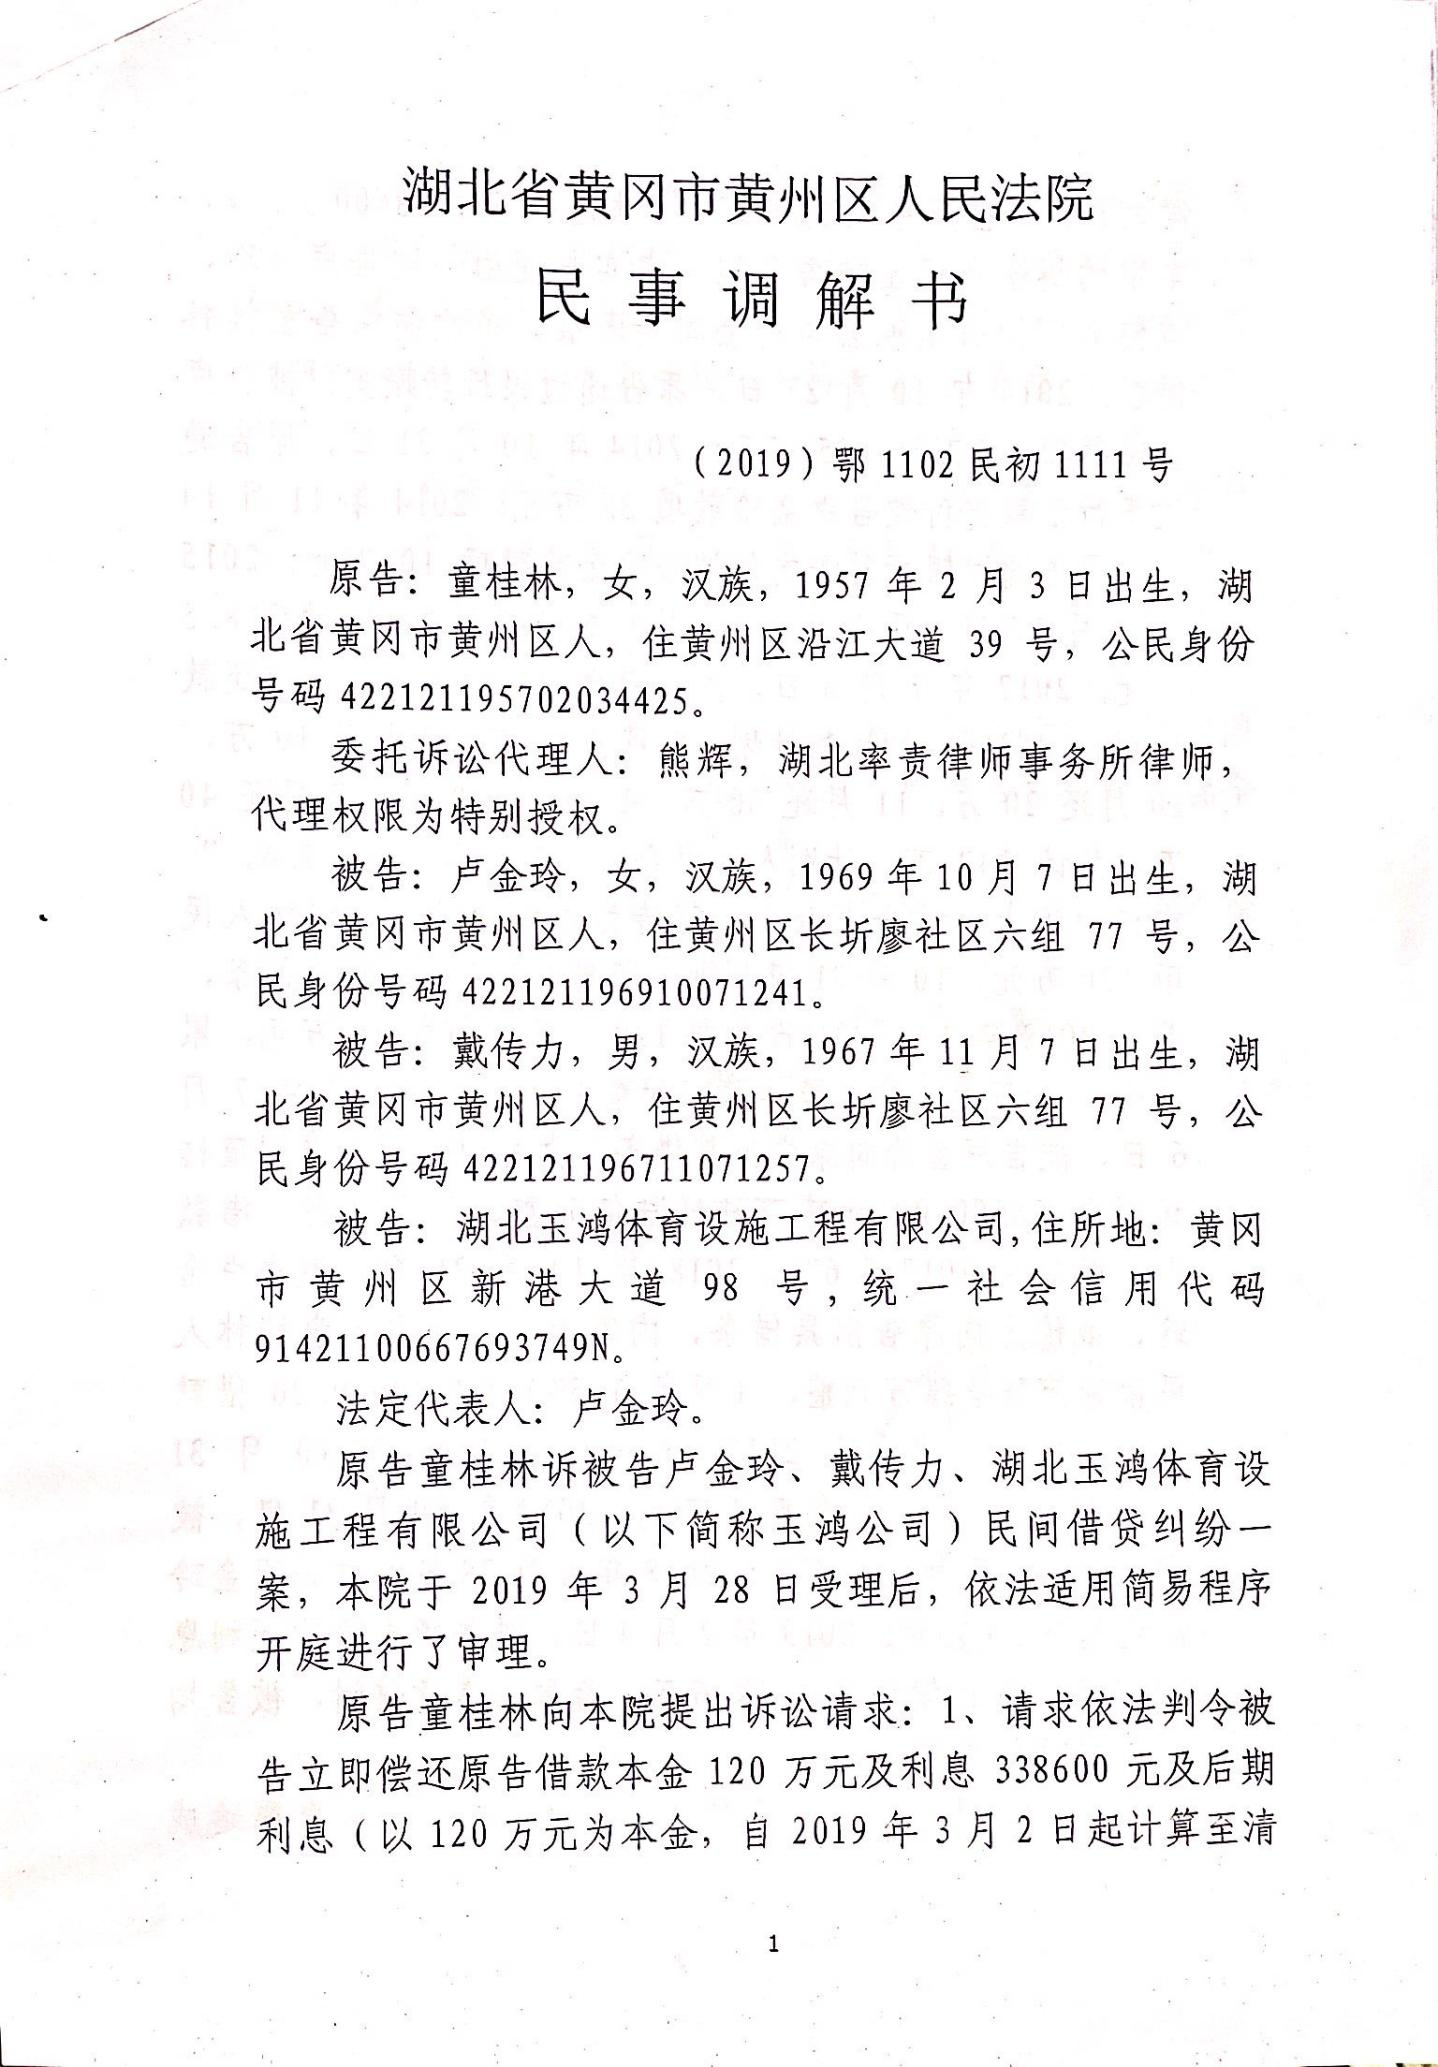 湖北省黄冈市黄州区人民法院
民事调解书
（2019）鄂1102民初1111号
原告：童桂林，女，汉族，1957年2月3日出生，湖
北省黄冈市黄州区人，住黄州区沿江大道39号，公民身份
号码422121195702034425。
委托诉讼代理人：熊辉，湖北率责律师事务所律师，
代理权限为特别授权。
被告：卢金玲，女，汉族，1969年10月7日出生，湖
北省黄冈市黄州区人，住黄州区长圻廖社区六组77号，公
民身份号码422121196910071241。
被告：戴传力，男，汉族，1967年11月7日出生，湖
北省黄冈市黄州区人，住黄州区长圻廖社区六组77号，公
民身份号码422121196711071257。
被告：湖北玉鸿体育设施工程有限公司,住所地：黄冈
市黄州区新港大道98号,统一社会信用代码
91421100667693749N。
法定代表人：卢金玲。
原告童桂林诉被告卢金玲、戴传力、湖北玉鸿体育设
施工程有限公司（以下简称玉鸿公司）民间借贷纠纷一
案，本院于2019年3月28日受理后，依法适用简易程序
开庭进行了审理。
原告童桂林向本院提出诉讼请求：1、请求依法判令被
告立即偿还原告借款本金120万元及利息338600元及后期
利息（以120万元为本金，自2019年3月2日起计算至清
1